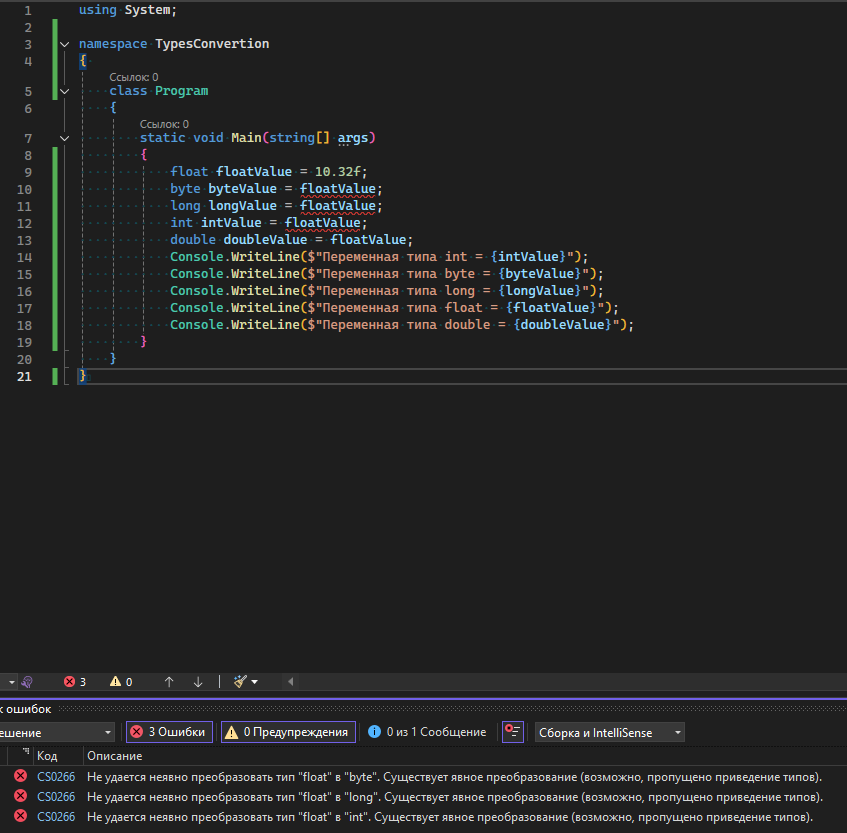 1 using System;
2
3 namespace TypesConvertion
4 {
Ссылок: 0
5 class Program
6 {
Ссылок: 0
7 static void Main(string[] args)
8 {
9 float floatValue = 10.32f;
10 byte byteValue = floatValue;
11 long longValue = floatValue;
12 int intValue = floatValue;
13 double doubleValue = floatValue;
14 Console.WriteLine($"Переменная типа int = {intValue}");
15 Console.WriteLine($"Переменная типа byte = {byteValue}");
16 Console.WriteLine($"Переменная типа long = {longValue}");
17 Console.WriteLine($"Переменная типа float = {floatValue}");
18 Console.WriteLine($"Переменная типа double = {doubleValue}");
19 }
20 }
21 }
3 0
к ошибок
ешение 3 Ошибки 0 Предупреждения 0 из 1 Сообщение Сборка и IntelliSense
Код Описание
CS0266 Не удается неявно преобразовать тип "float" в "byte". Существует явное преобразование (возможно, пропущено приведение типов).
CS0266 Не удается неявно преобразовать тип "float" в "long". Существует явное преобразование (возможно, пропущено приведение типов).
CS0266 Не удается неявно преобразовать тип "float" в "int". Существует явное преобразование (возможно, пропущено приведение типов).